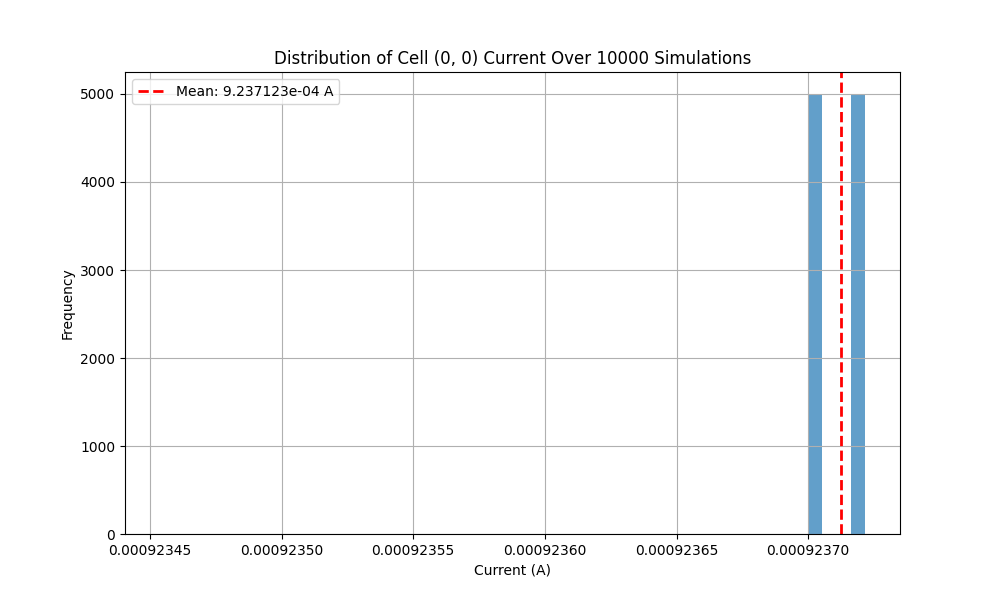 Distribution of Cell (0, 0) Current Over 10000 Simulations
Mean: 9.237123e-04 A
5000
4000
3000
2000
1000
0
Frequency
0.00092345 0.00092350 0.00092355 0.00092360 0.00092365 0.00092370
Current (A)